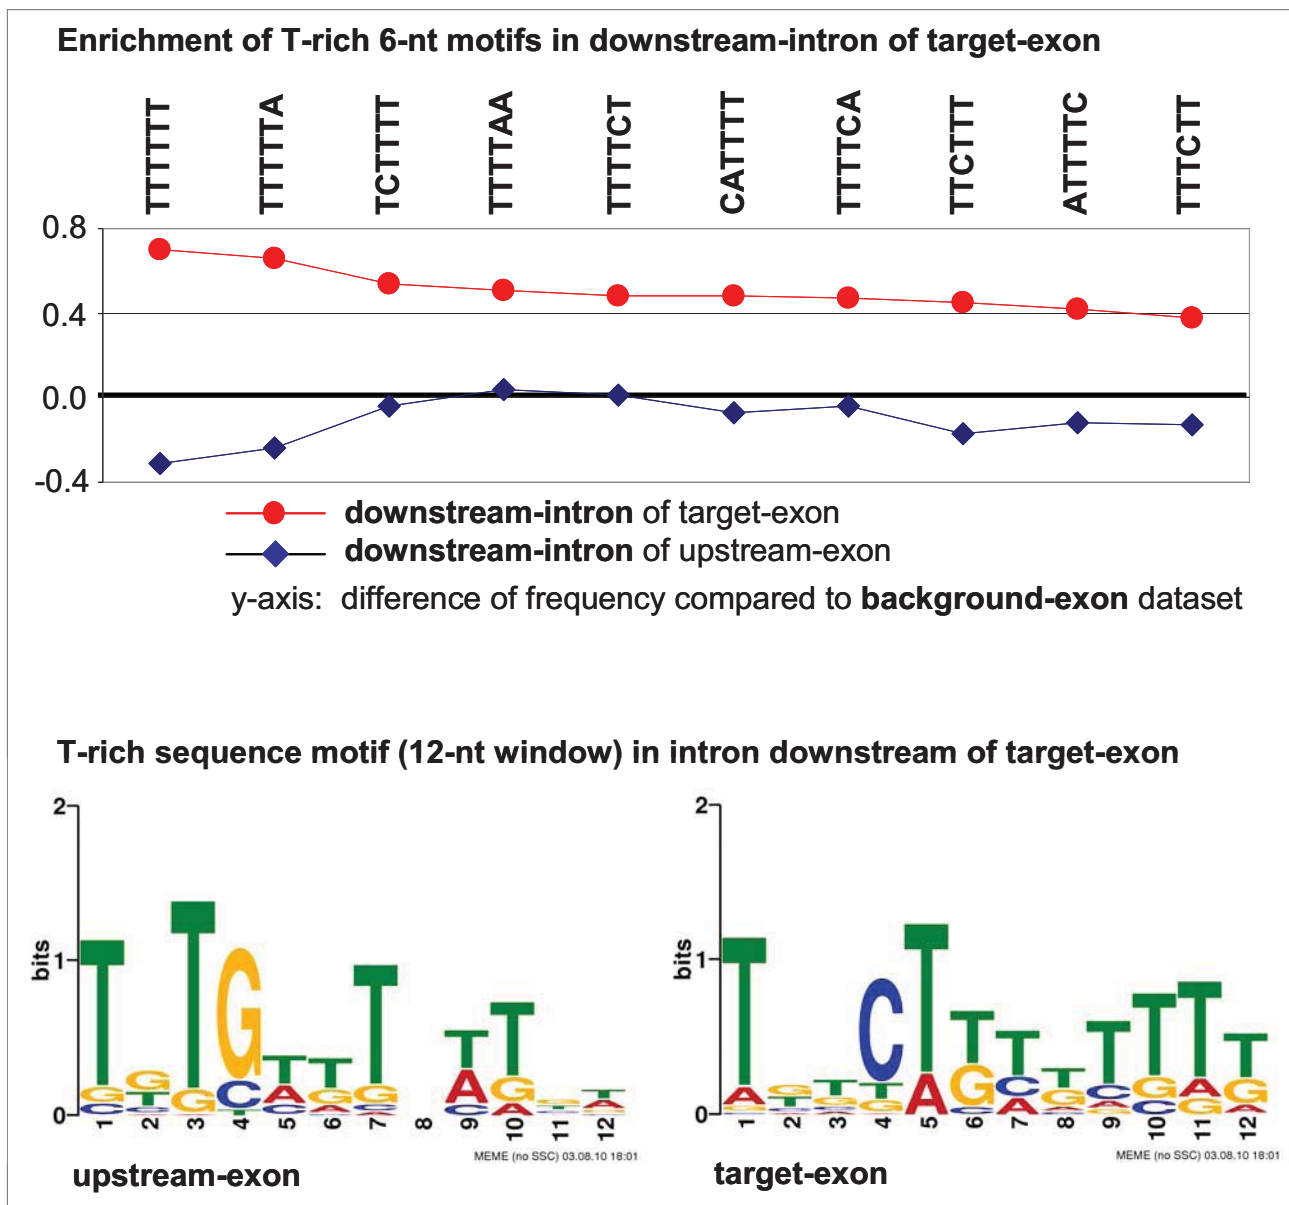 Enrichment of T-rich 6-nt motifs in downstream-intron of target-exon
TTTTTT
TTTTTA
TCTTTT
TTTTAA
TTTTCT
CATTTT
TTTTCA
TTCTTT
ATTTTC
TTTCTT
0.8
0.4
0.0
-0.4
downstream-intron of target-exon
downstream-intron of upstream-exon
y-axis: difference of frequency compared to background-exon dataset
T-rich sequence motif (12-nt window) in intron downstream of target-exon
2
1
0
bits
1 2 3 4 5 6 7 8 9 10 11 12
MEME (no SSC) 03.08.10 18:01
upstream-exon
2
1
0
bits
1 2 3 4 5 6 7 8 9 10 11 12
MEME (no SSC) 03.08.10 18:01
target-exon